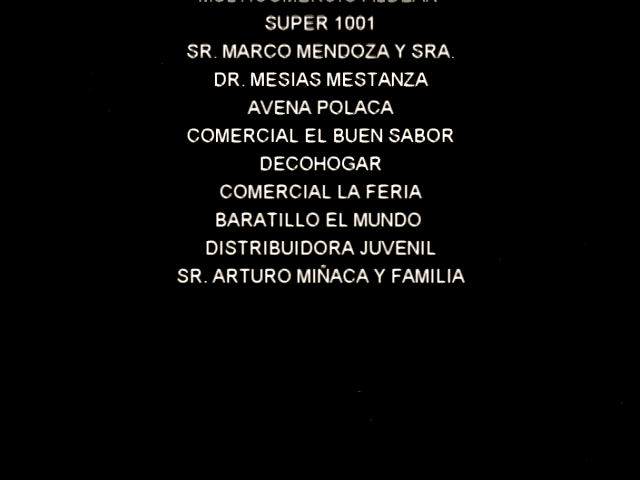 SUPER 1001
SR. MARCO MENDOZA Y SRA.
DR. MESIAS MESTANZA
AVENA POLACA
COMERCIAL EL BUEN SABOR
DECOHOGAR
COMERCIAL LA FERIA
BARATILLO EL MUNDO
DISTRIBUIDORA JUVENIL
SR. ARTURO MIÑACA Y FAMILIA